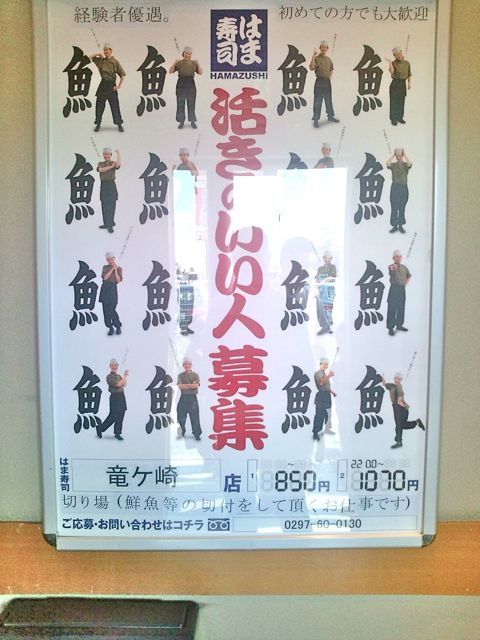 経験者優遇。
初めての方でも大歓迎
はま寿司
HAMAZUSHi
活きのいい人募集
魚 魚 魚 魚
魚 魚 魚 魚
魚 魚 魚 魚
魚 魚 魚 魚
はま寿司 竜ケ崎 店 1 850円 2 22:00~ 1070円
切り場(鮮魚等の切付をして頂くお仕事です)
ご応募・お問い合わせはコチラ 0297-60-0130